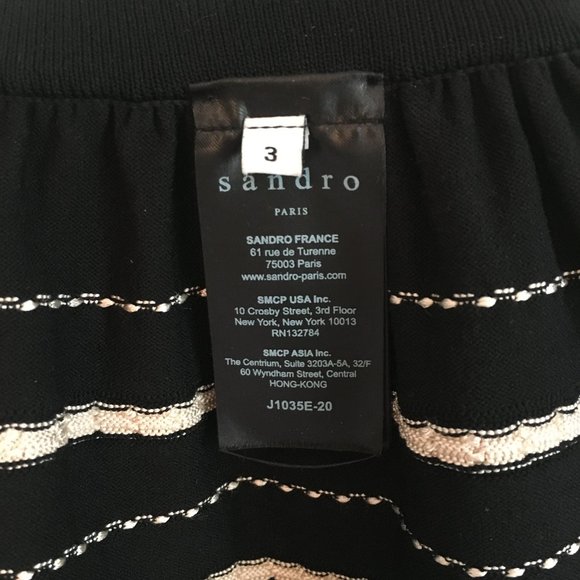 3
sandro
PARIS
SANDRO FRANCE
61 rue de Turenne
75003 Paris
www.sandro-paris.com
SMCP USA Inc.
10 Crosby Street, 3rd Floor
New York, New York 10013
RN132784
SMCP ASIA Inc.
The Centrium, Suite 3203A-5A, 32/F
60 Wyndham Street, Central
HONG-KONG
J1035E-20